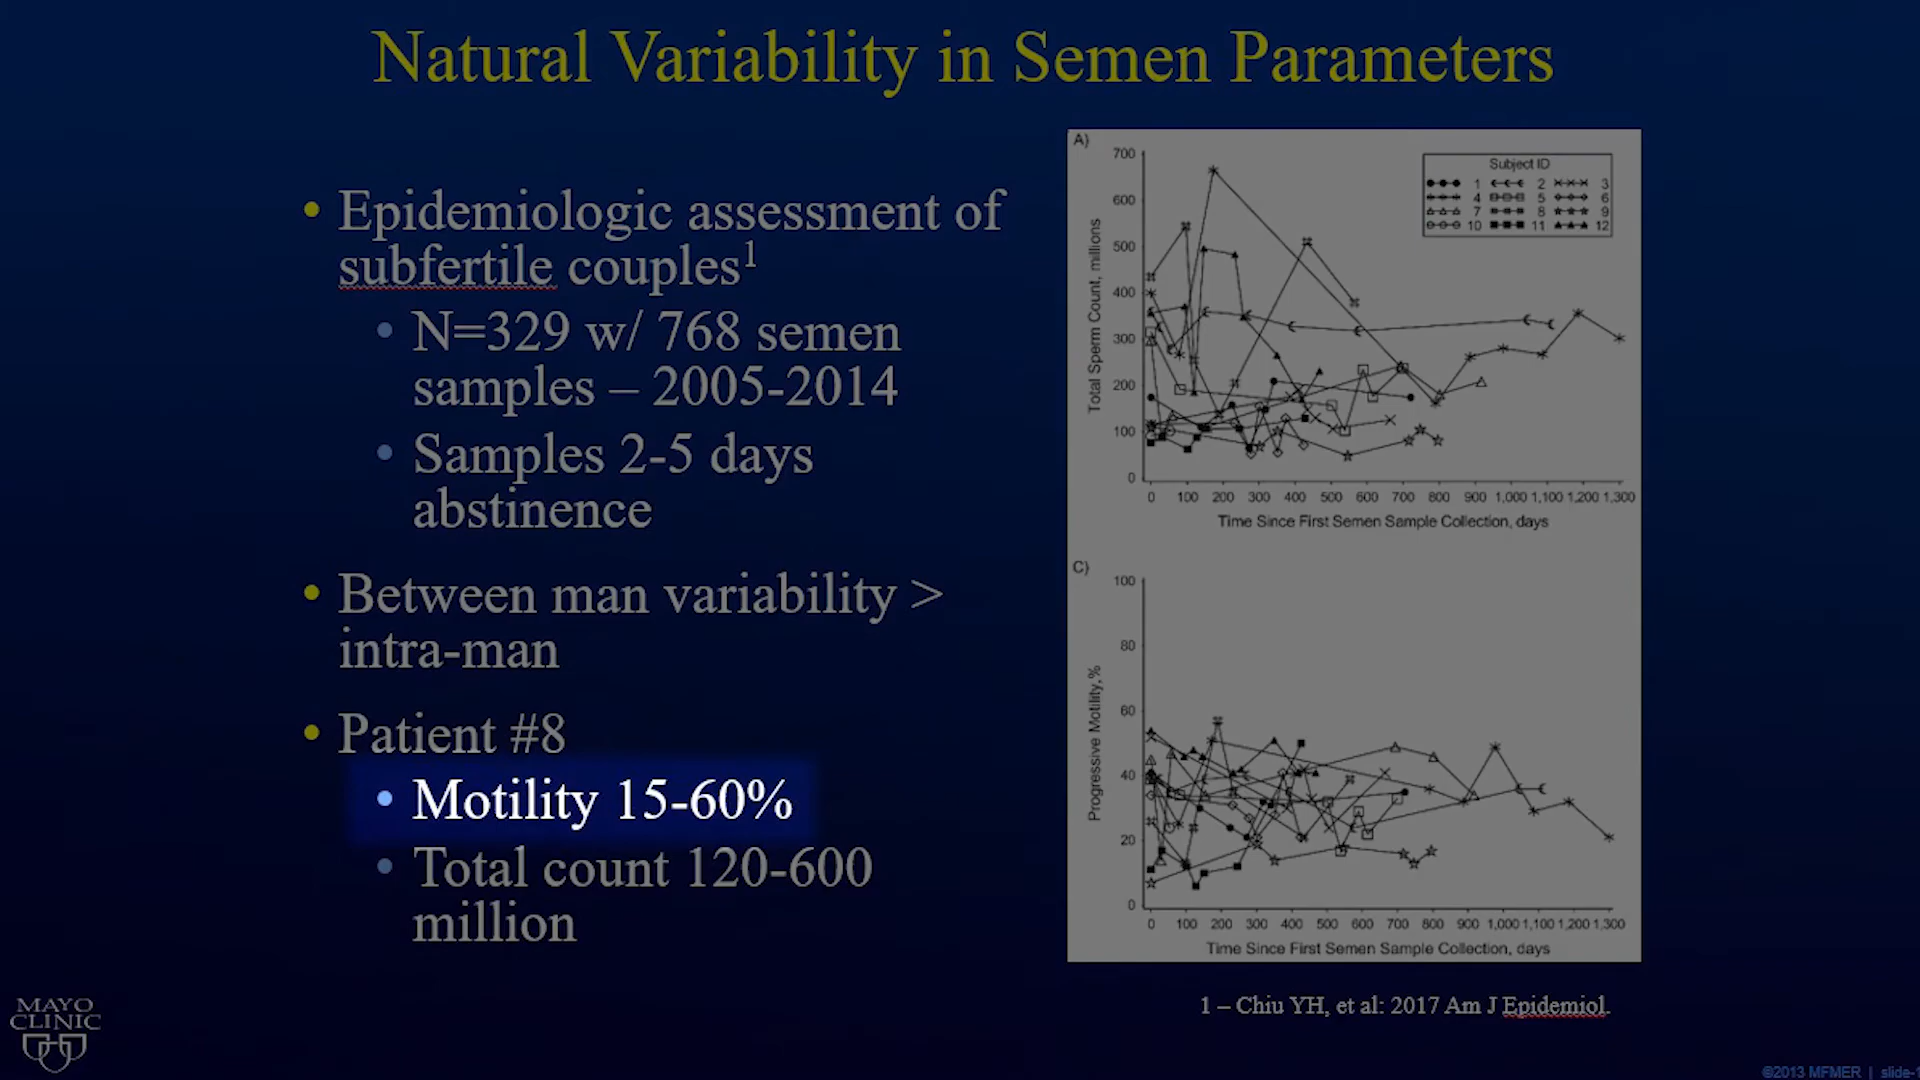 Natural Variability in Semen Parameters
• Epidemiologic assessment of
subfertile couples1
• N=329 w/ 768 semen
samples – 2005-2014
• Samples 2-5 days
abstinence
• Between man variability >
intra-man
• Patient #8
• Motility 15-60%
• Total count 120-600
million
A)
Total Sperm Count, millions
700
600
500
400
300
200
100
0
Subject ID
1 2 3
4 5 6
7 8 9
10 11 12
0 100 200 300 400 500 600 700 800 900 1,000 1,100 1,200 1,300
Time Since First Semen Sample Collection, days
C)
Progressive Motility, %
100
80
60
40
20
0
0 100 200 300 400 500 600 700 800 900 1,000 1,100 1,200 1,300
Time Since First Semen Sample Collection, days
1 – Chiu YH, et al: 2017 Am J Epidemiol.
MAYO
CLINIC
©2013 MFMER | slide-